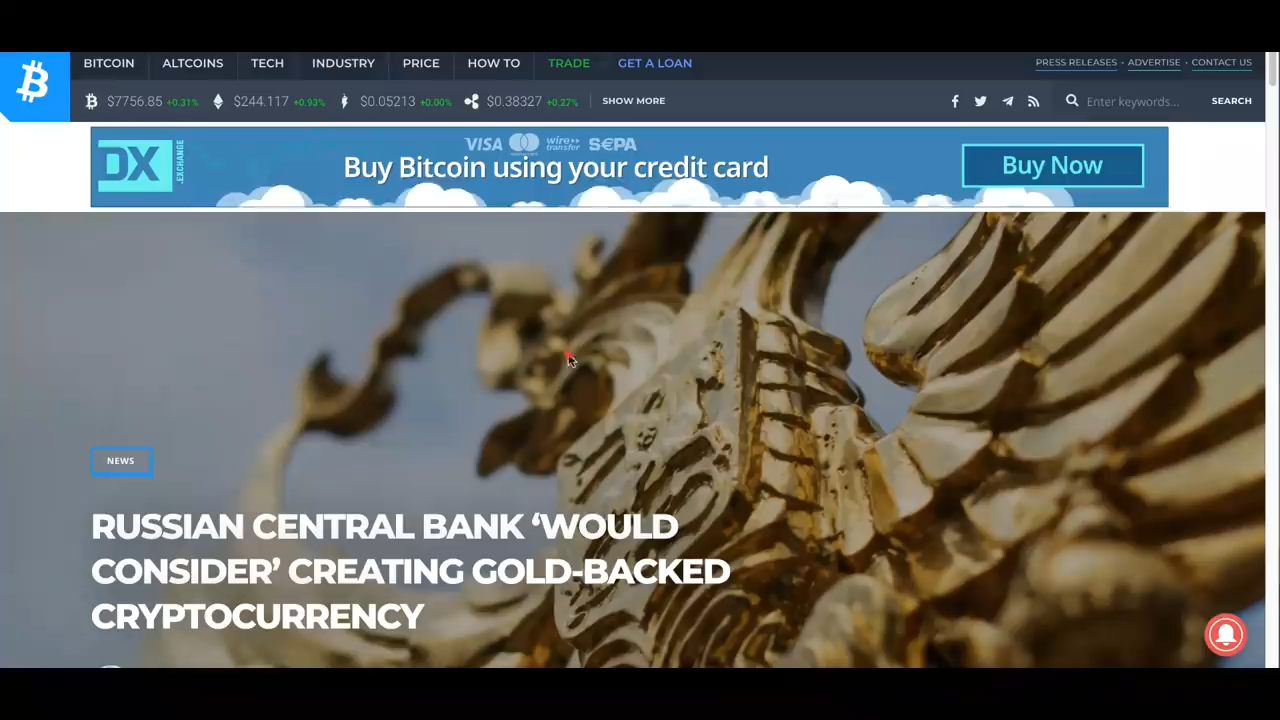 BITCOIN ALTCOINS TECH INDUSTRY PRICE HOW TO TRADE GET A LOAN PRESS RELEASES · ADVERTISE · CONTACT US
$7756.85 +0.31% $244.117 +0.93% $0.05213 +0.00% $0.38327 +0.27% SHOW MORE Enter keywords... SEARCH
VISA wire transfer S€PA
DX .EXCHANGE Buy Bitcoin using your credit card Buy Now
NEWS
RUSSIAN CENTRAL BANK ‘WOULD
CONSIDER’ CREATING GOLD-BACKED
CRYPTOCURRENCY